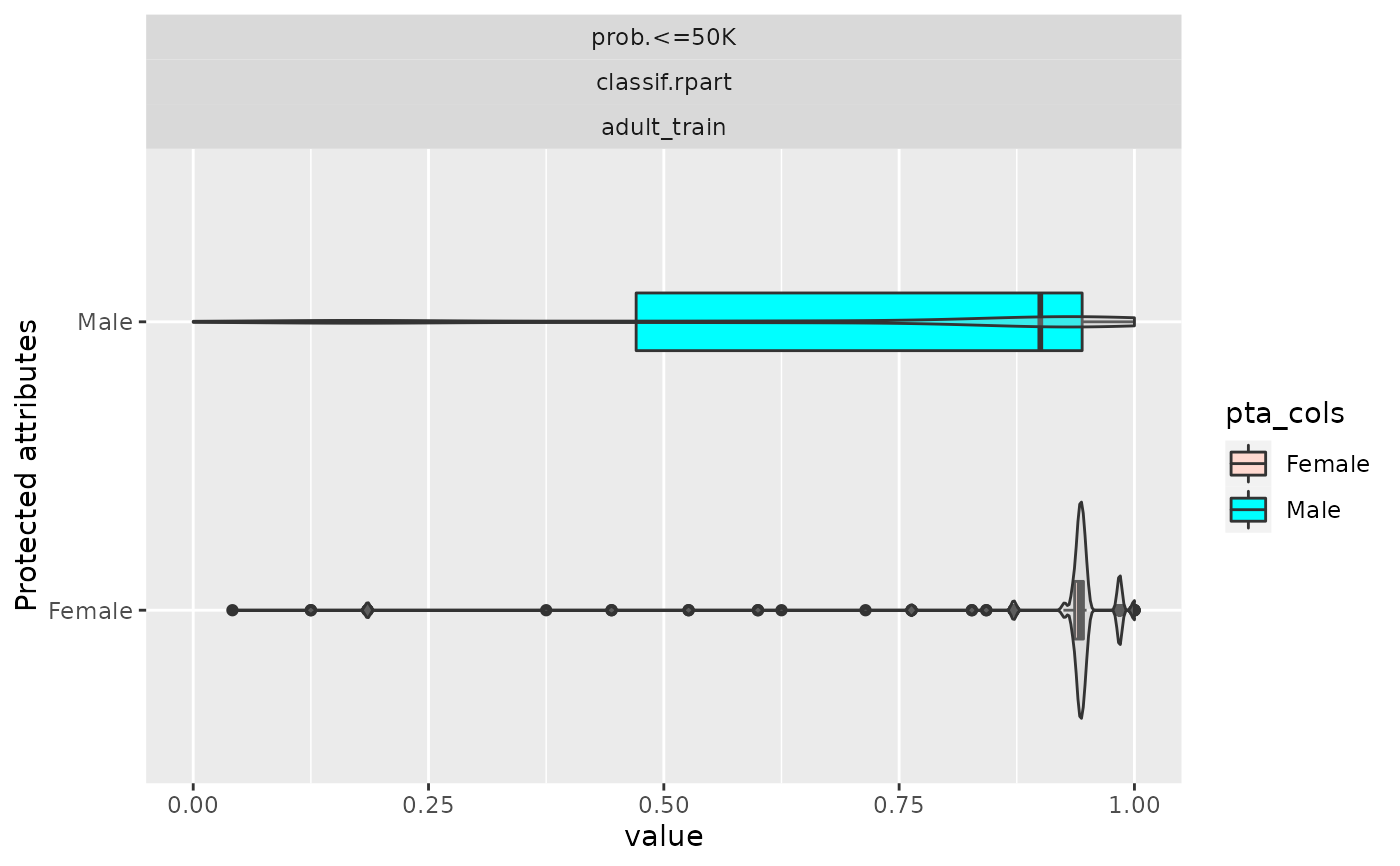 prob.<=50K
classif.rpart
adult_train
Protected attributes
Male
Female
0.00 0.25 0.50 0.75 1.00
value
pta_cols
Female
Male